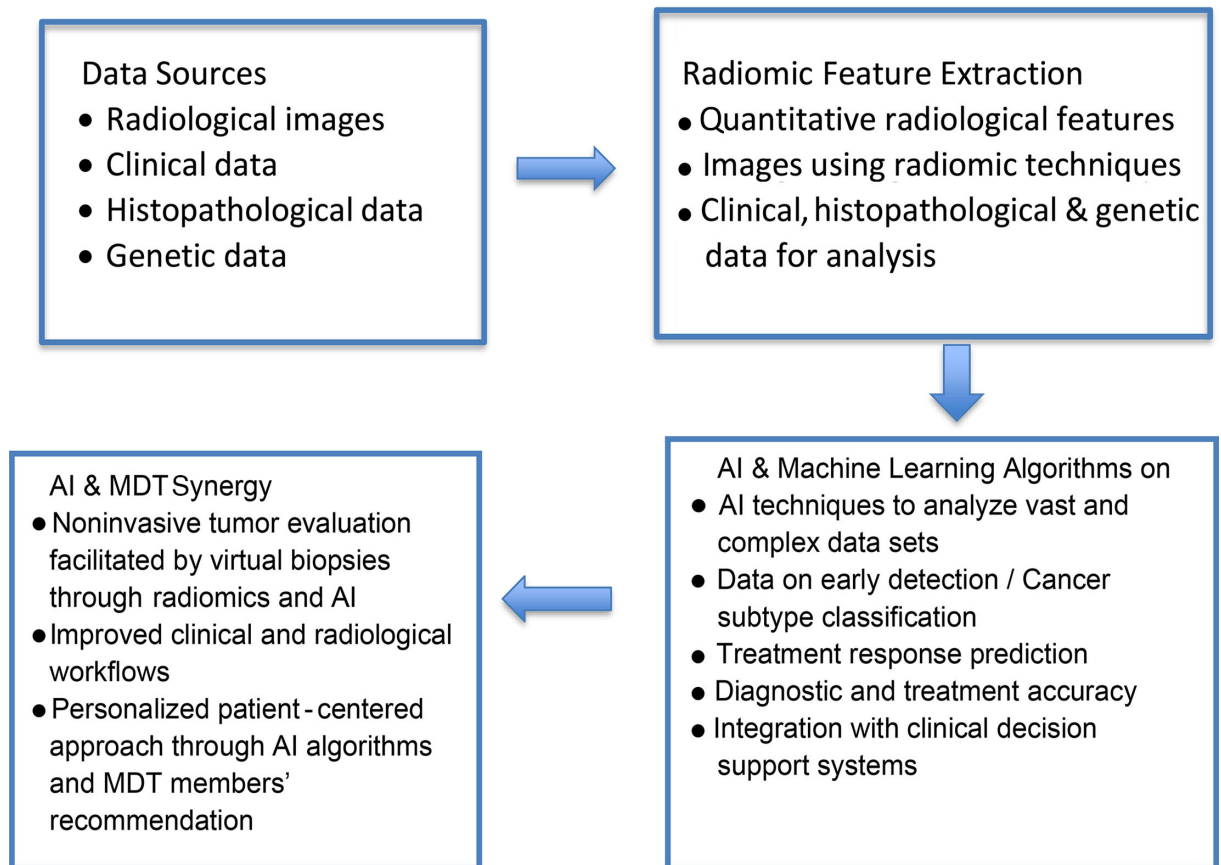 Data Sources
• Radiological images
• Clinical data
• Histopathological data
• Genetic data
Radiomic Feature Extraction
• Quantitative radiological features
• Images using radiomic techniques
• Clinical, histopathological & genetic
data for analysis
AI & Machine Learning Algorithms on
• AI techniques to analyze vast and
complex data sets
• Data on early detection / Cancer
subtype classification
• Treatment response prediction
• Diagnostic and treatment accuracy
• Integration with clinical decision
support systems
AI & MDT Synergy
• Noninvasive tumor evaluation
facilitated by virtual biopsies
through radiomics and AI
• Improved clinical and radiological
workflows
• Personalized patient-centered
approach through AI algorithms
and MDT members’
recommendation